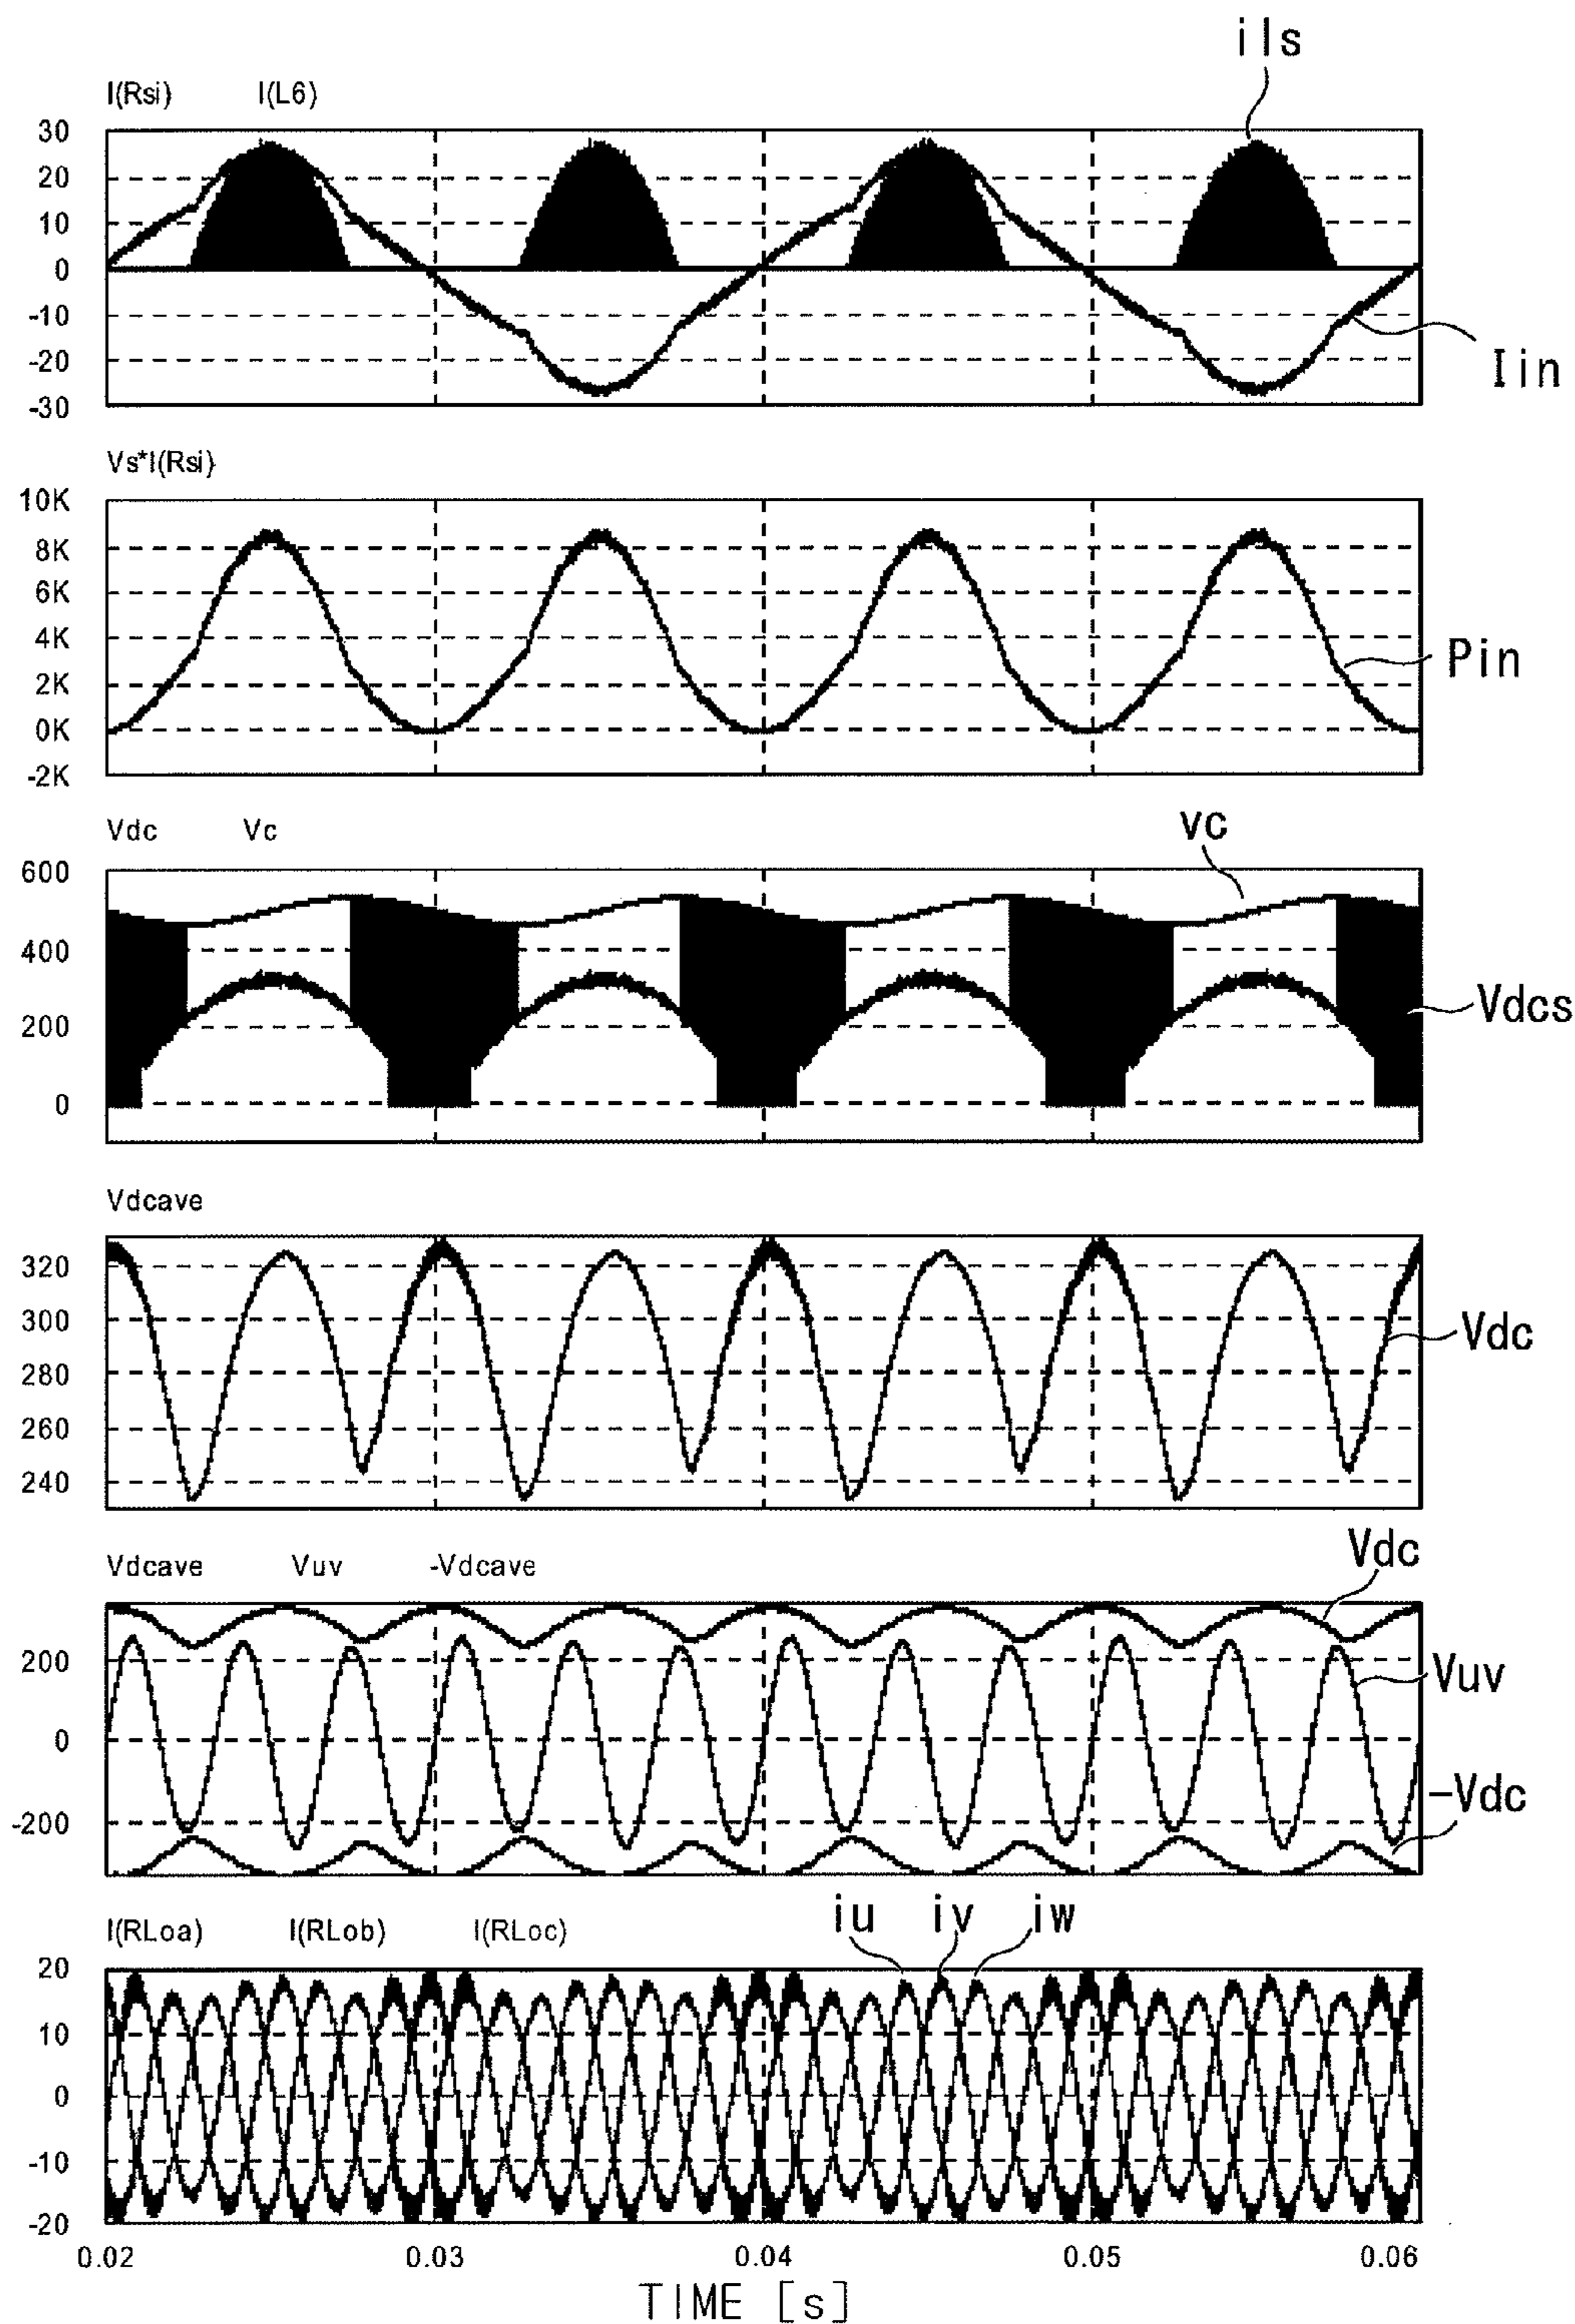 ils
I(Rsi) I(L6)
30
20
10
0
-10
-20
-30
Iin
Vs*I(Rsi)
10K
8K
6K
4K
2K
0K
-2K
Pin
Vdc Vc
vc
600
400
200
0
Vdcs
Vdcave
320
300
280
260
240
Vdc
Vdcave Vuv -Vdcave
Vdc
200
0
-200
Vuv
-Vdc
I(RLoa) I(RLob) I(RLoc)
iu iv iw
20
10
0
-10
-20
0.02 0.03 0.04 0.05 0.06
TIME [s]